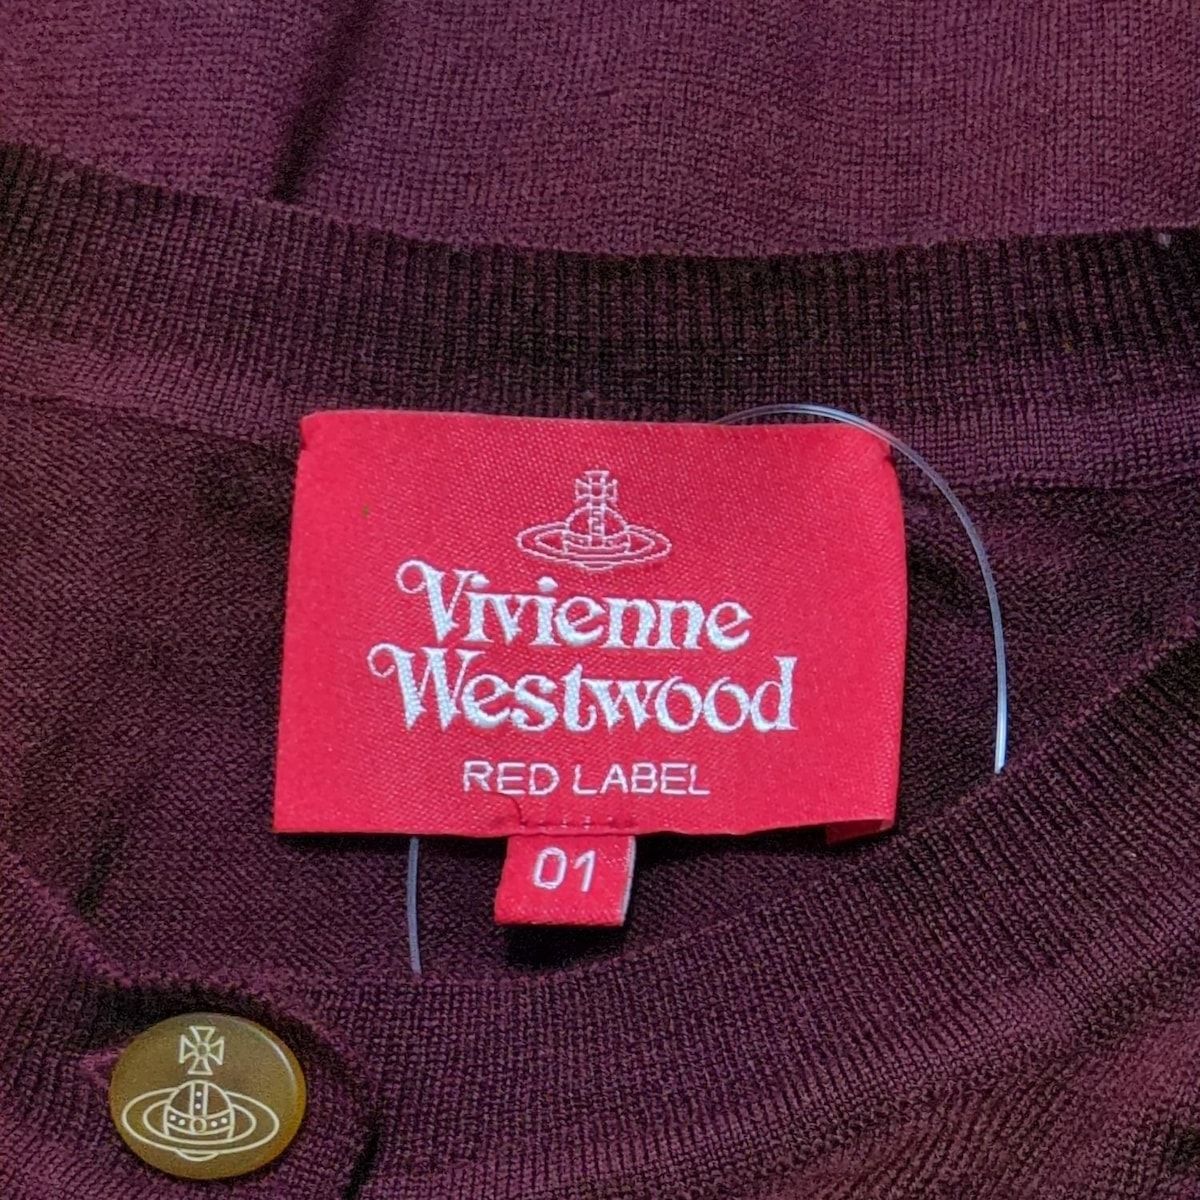 Vivienne
Westwood
RED LABEL
01